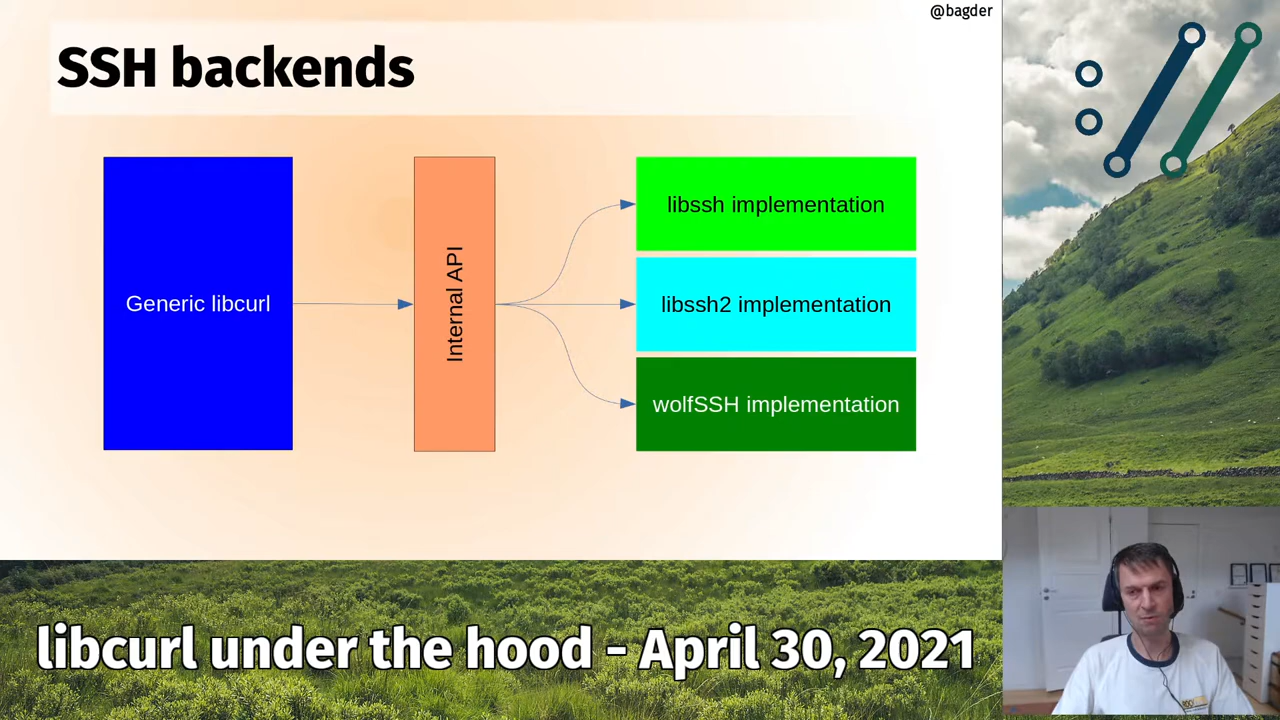 @bagder
SSH backends
Generic libcurl
Internal API
libssh implementation
libssh2 implementation
wolfSSH implementation
libcurl under the hood - April 30, 2021